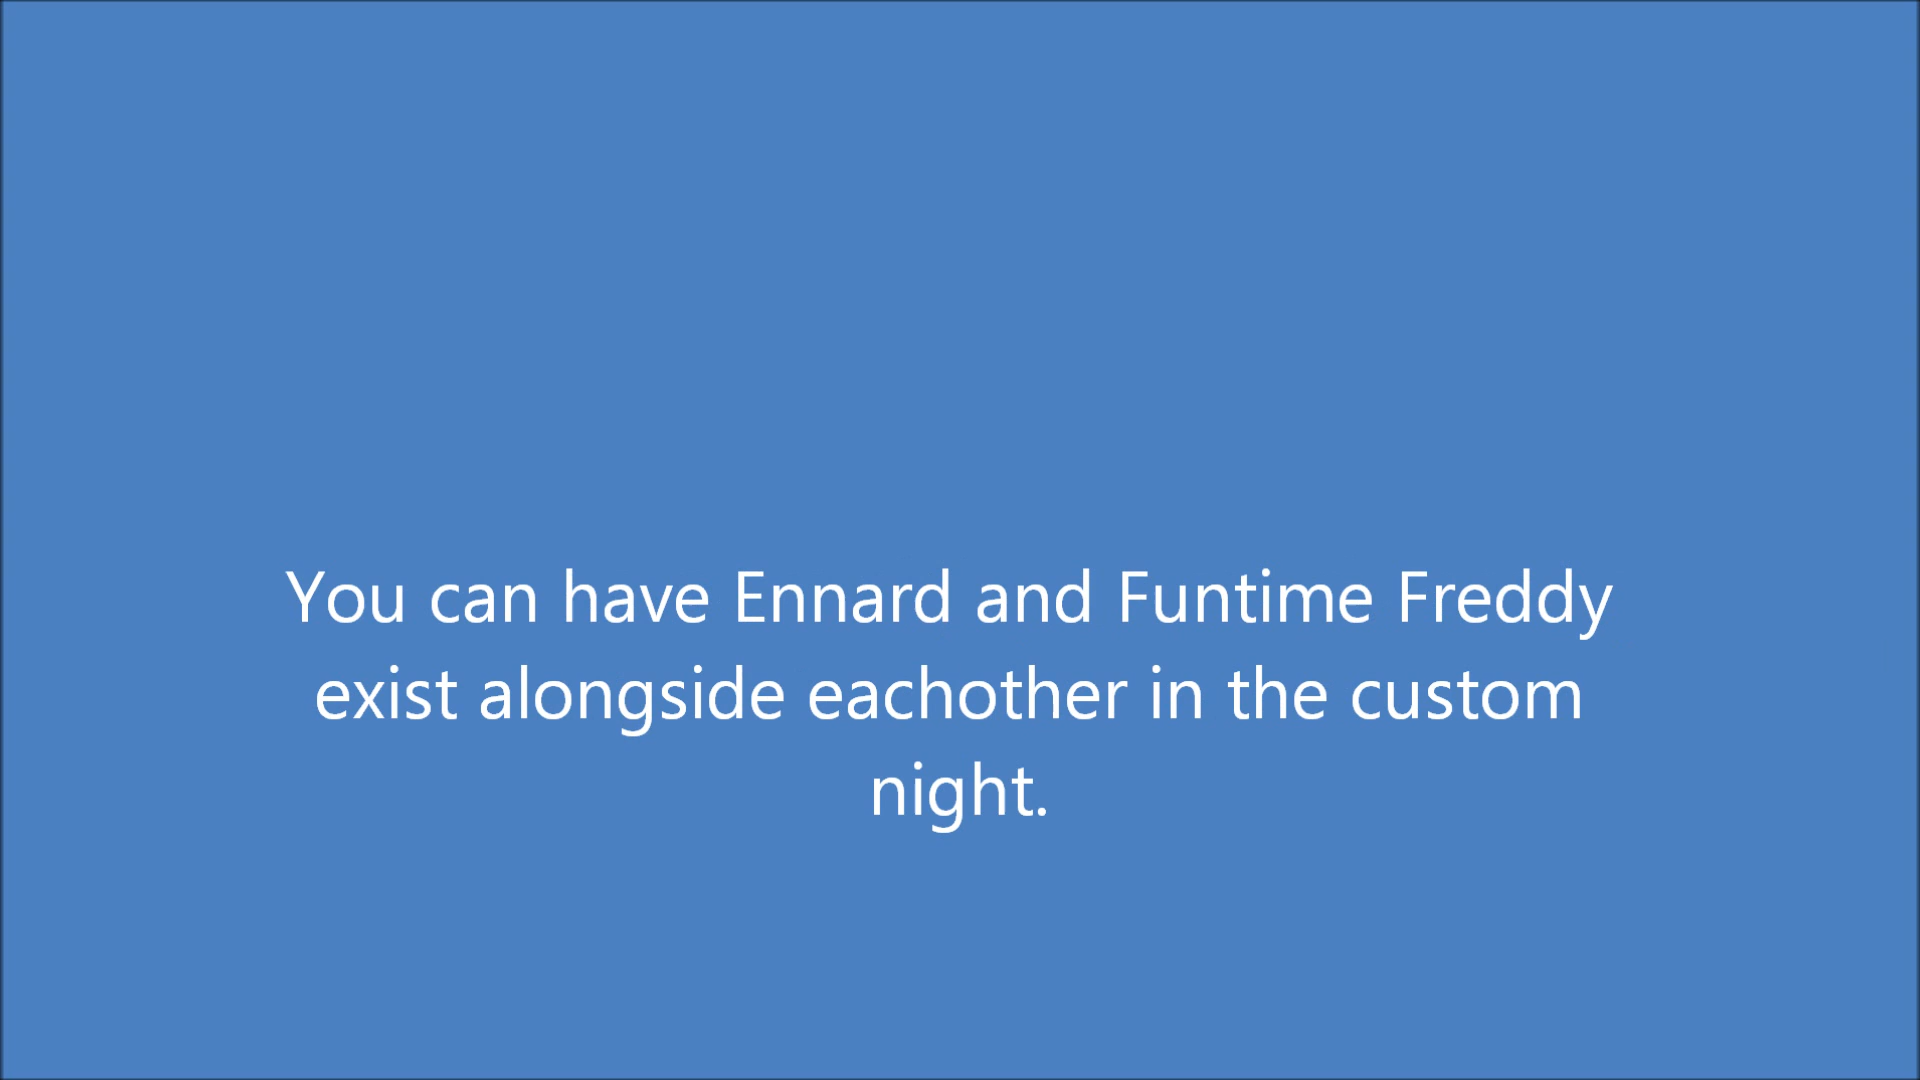 You can have Ennard and Funtime Freddy
exist alongside eachother in the custom
night.